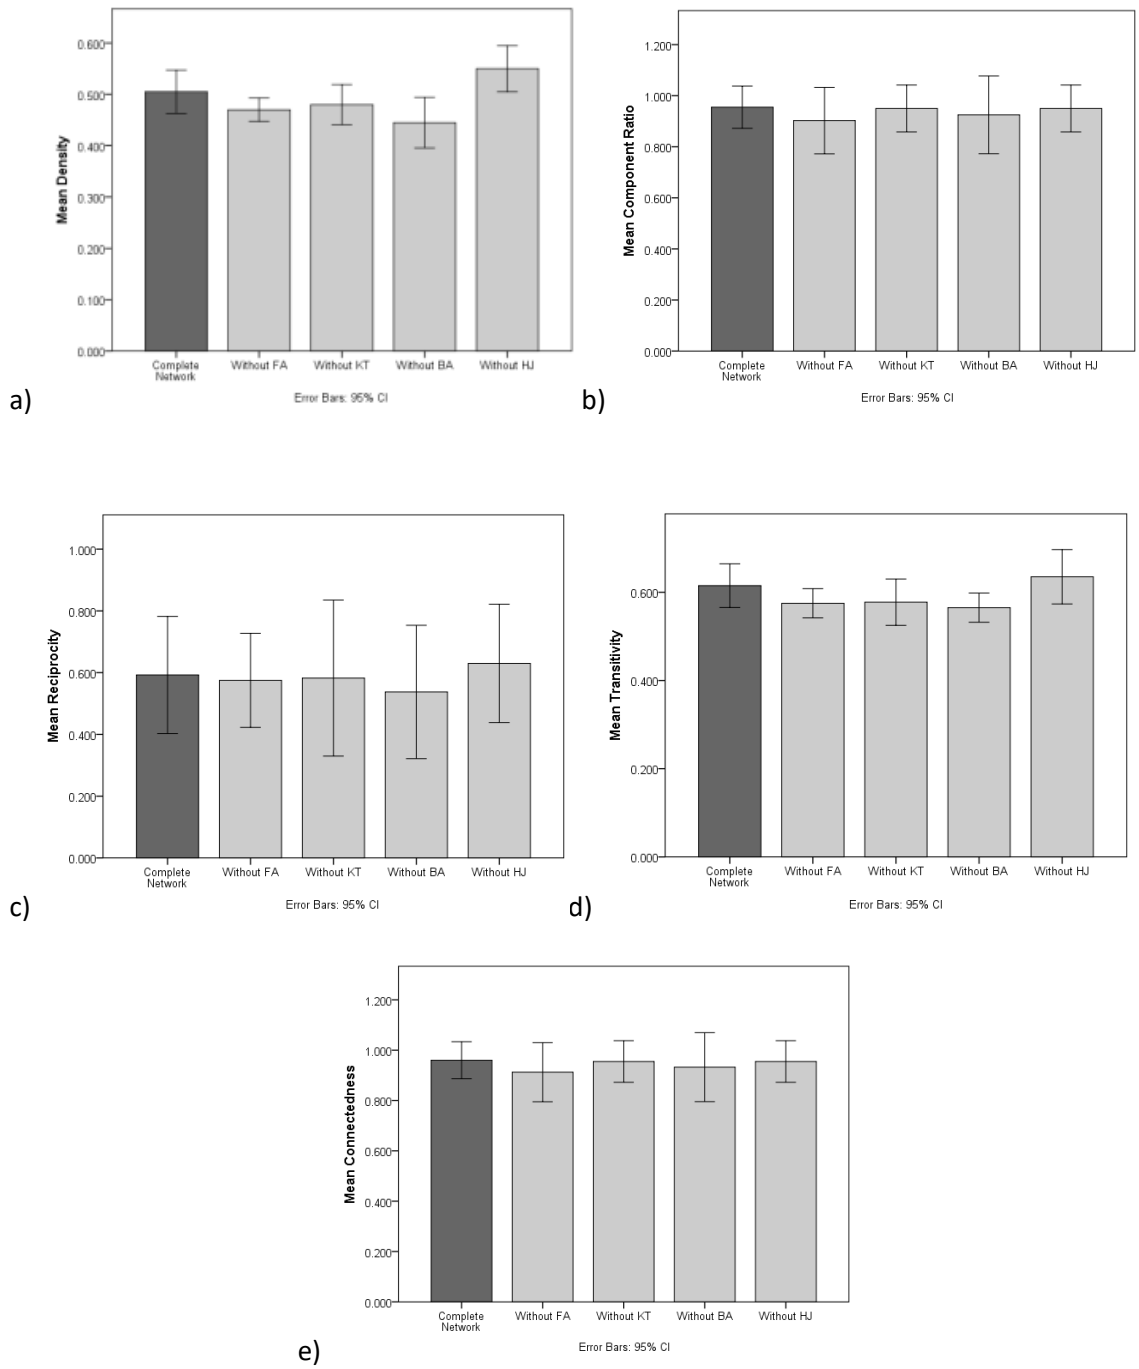 Mean Density
0.600
0.500
0.400
0.300
0.200
0.100
0.000
Complete Network
Without FA
Without KT
Without BA
Without HJ
Error Bars: 95% CI
a)
Mean Component Ratio
1.200
1.000
0.800
0.600
0.400
0.200
0.000
Complete Network
Without FA
Without KT
Without BA
Without HJ
Error Bars: 95% CI
b)
Mean Reciprocity
1.000
0.800
0.600
0.400
0.200
0.000
Complete Network
Without FA
Without KT
Without BA
Without HJ
Error Bars: 95% CI
c)
Mean Transitivity
0.600
0.400
0.200
0.000
Complete Network
Without FA
Without KT
Without BA
Without HJ
Error Bars: 95% CI
d)
Mean Connectedness
1.200
1.000
0.800
0.600
0.400
0.200
0.000
Complete Network
Without FA
Without KT
Without BA
Without HJ
Error Bars: 95% CI
e)